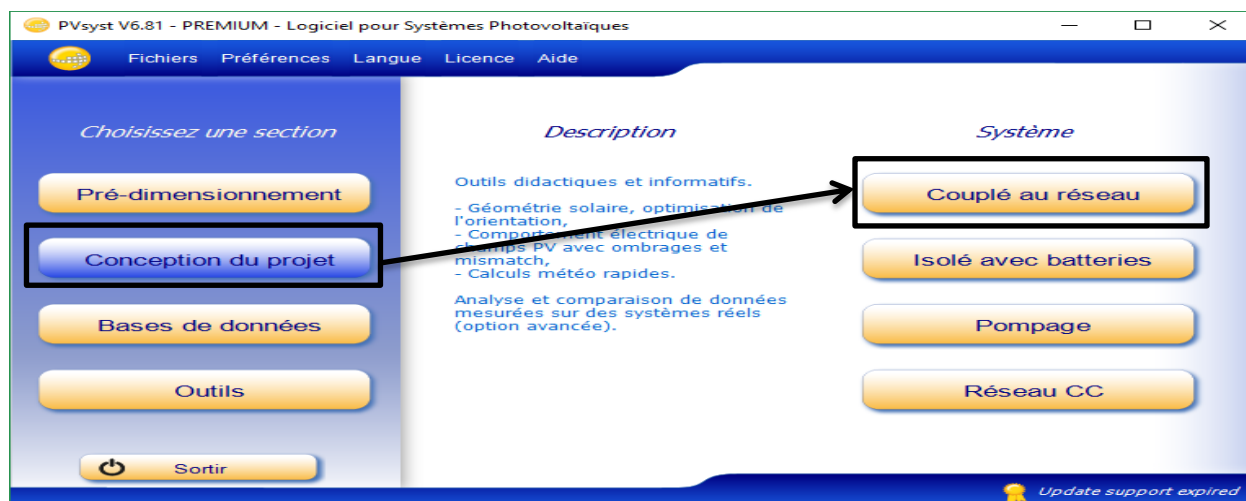 PVsyst V6.81 - PREMIUM - Logiciel pour Systèmes Photovoltaïques
Fichiers Préférences Langue Licence Aide
Choisissez une section
Pré-dimensionnement
Conception du projet
Bases de données
Outils
Sortir
Description
Outils didactiques et informatifs.
- Géométrie solaire, optimisation de
l'orientation,
- Comportement électrique de
champs PV avec ombrages et
mismatch,
- Calculs météo rapides.
Analyse et comparaison de données
mesurées sur des systèmes réels
(option avancée).
Système
Couplé au réseau
Isolé avec batteries
Pompage
Réseau CC
Update support expired